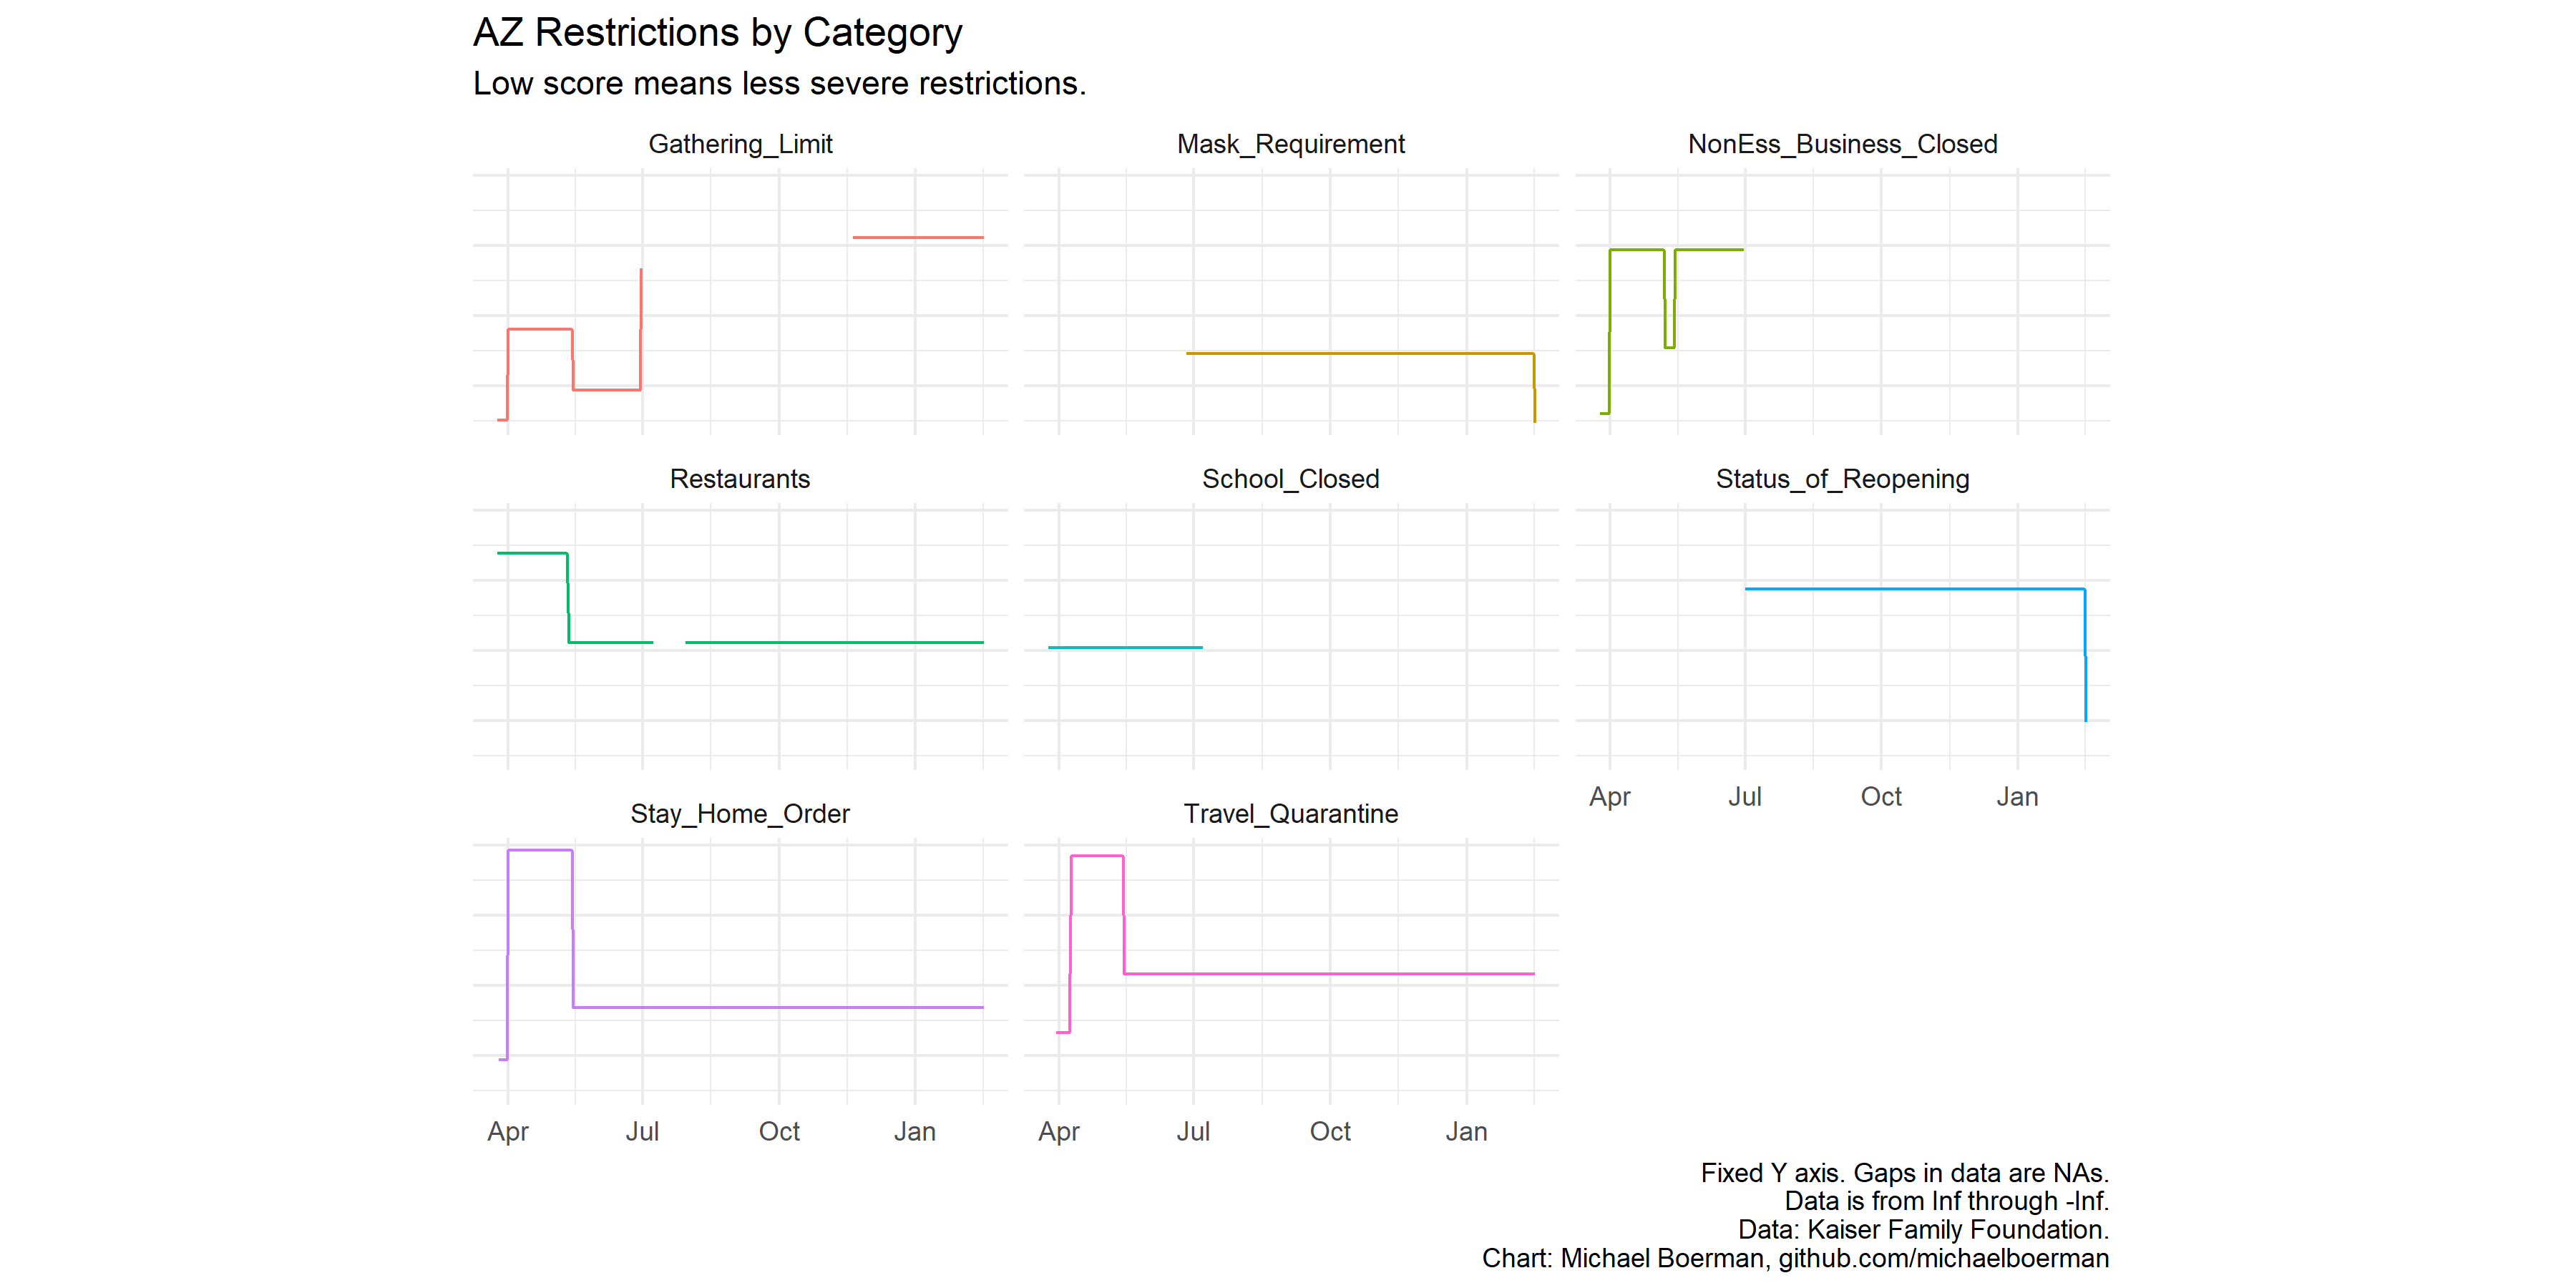 AZ Restrictions by Category
Low score means less severe restrictions.
Gathering_Limit
Mask_Requirement
NonEss_Business_Closed
Restaurants
School_Closed
Status_of_Reopening
Apr Jul Oct Jan
Stay_Home_Order
Travel_Quarantine
Apr Jul Oct Jan
Apr Jul Oct Jan
Fixed Y axis. Gaps in data are NAs.
Data is from Inf through -Inf.
Data: Kaiser Family Foundation.
Chart: Michael Boerman, github.com/michaelboerman